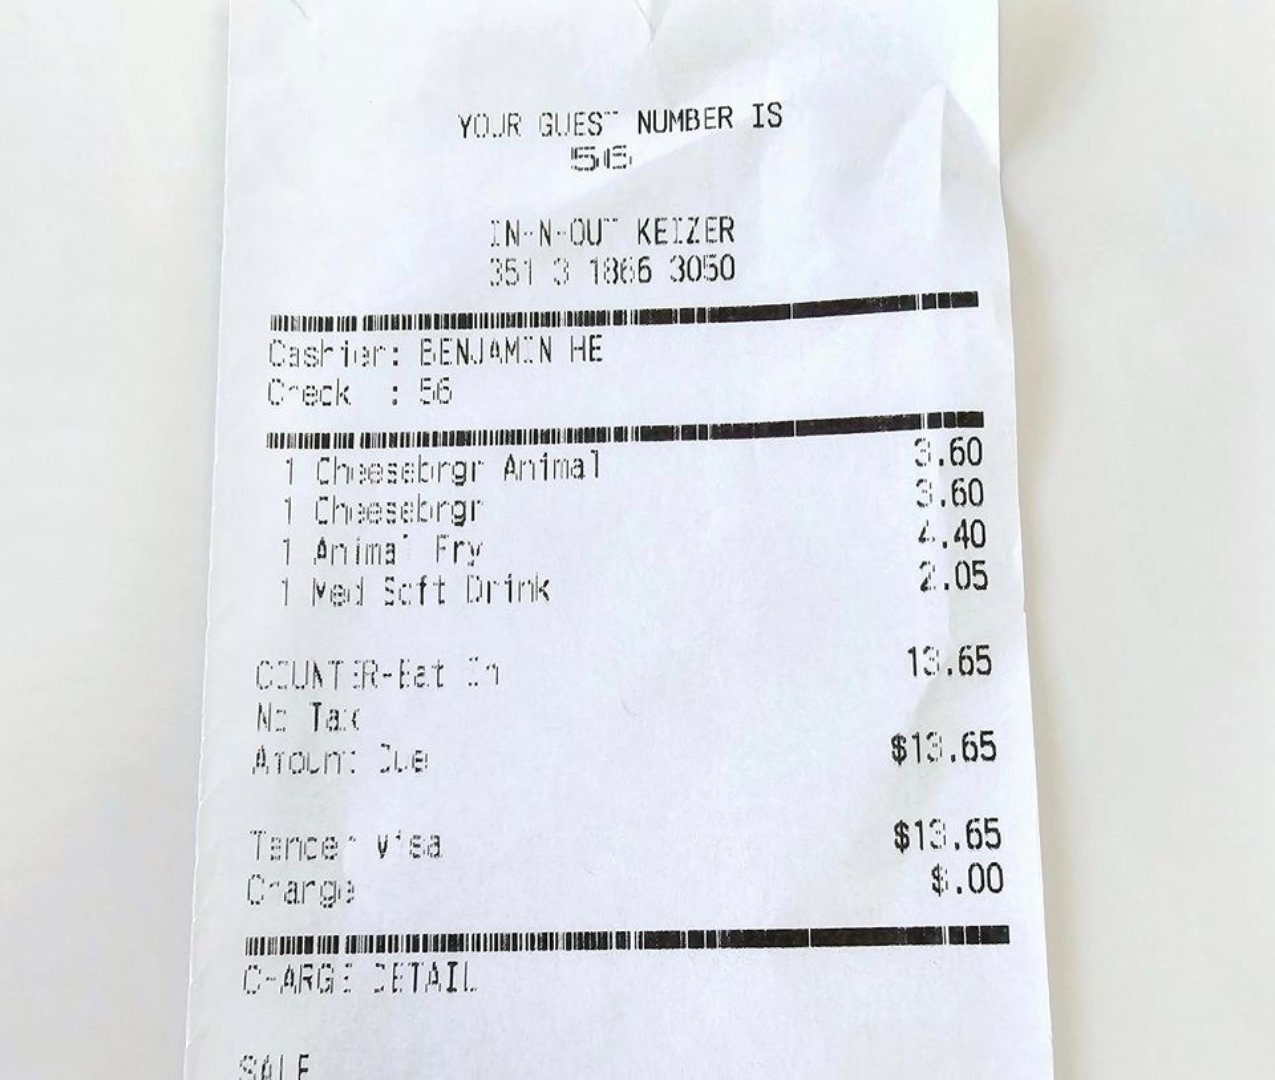 YOUR GUEST NUMBER IS
56
IN-N-OUT KEIZER
351 3 1866 3050
Cashier: BENJAMIN HE
Check : 56
1 Cheesebrgr Animal 3.60
1 Cheesebrgr 3.60
1 Animal Fry 4.40
1 Med Soft Drink 2.05
COUNTER-Eat In 13.65
No Tax
Amount Due $13.65
Tender Visa $13.65
Change $.00
CHARGE DETAIL
SALE